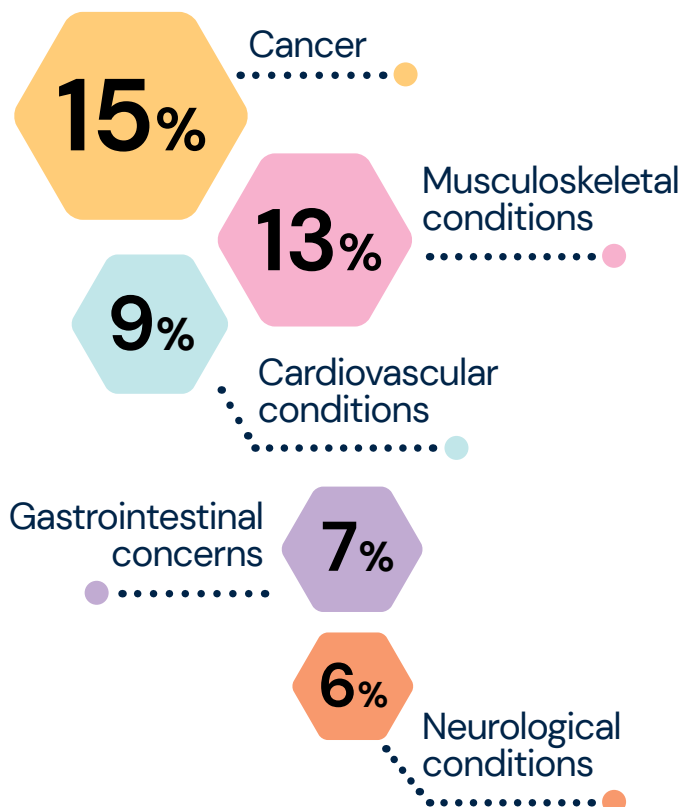 Cancer
15%
Musculoskeletal
conditions
13%
9%
Cardiovascular
conditions
Gastrointestinal
concerns
7%
6%
Neurological
conditions